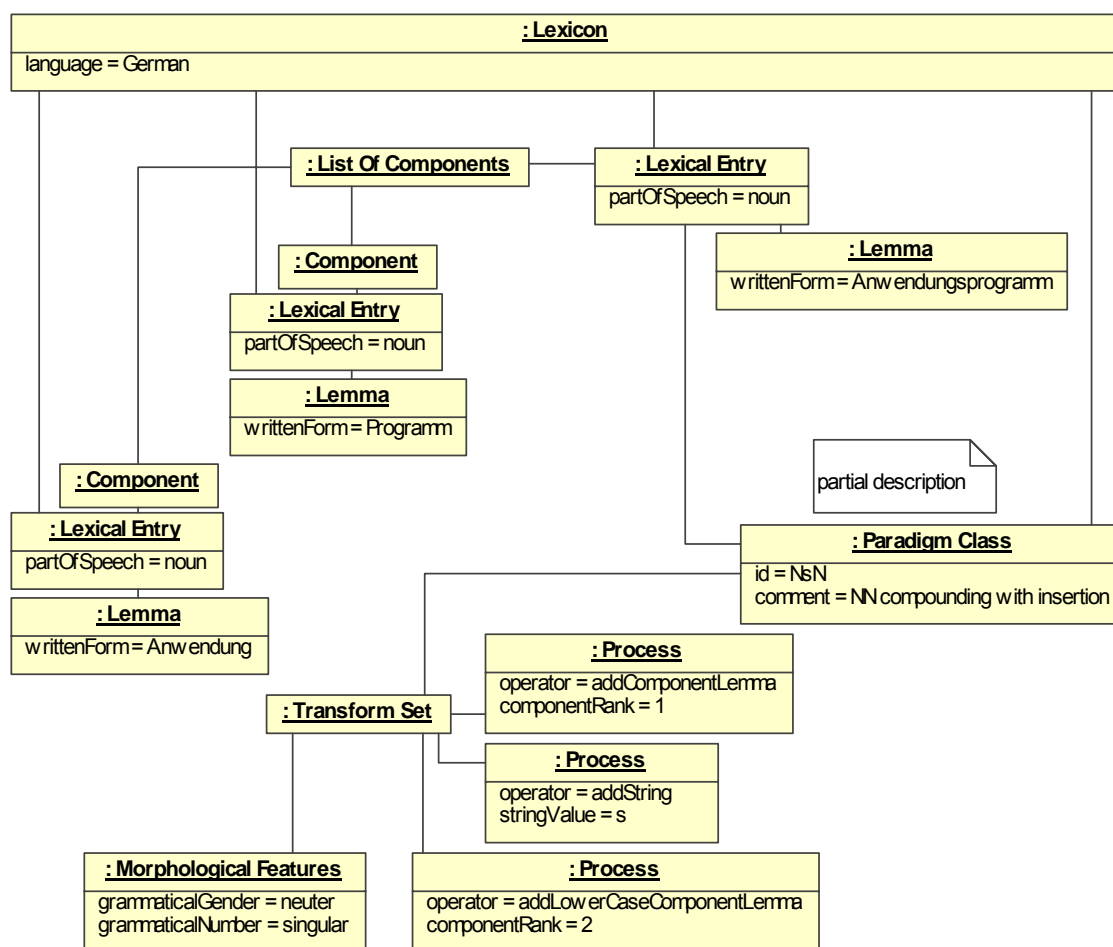 : Lexicon
language = German
: List Of Components
: Lexical Entry
partOfSpeech = noun
: Lemma
writtenForm = Anwendungsprogramm
: Component
: Lexical Entry
partOfSpeech = noun
: Lemma
writtenForm = Programm
: Component
: Lexical Entry
partOfSpeech = noun
: Lemma
writtenForm = Anwendung
partial description
: Paradigm Class
id = NsN
comment = NN compounding with insertion
: Process
operator = addComponentLemma
componentRank = 1
: Transform Set
: Process
operator = addString
stringValue = s
: Morphological Features
grammaticalGender = neuter
grammaticalNumber = singular
: Process
operator = addLowerCaseComponentLemma
componentRank = 2